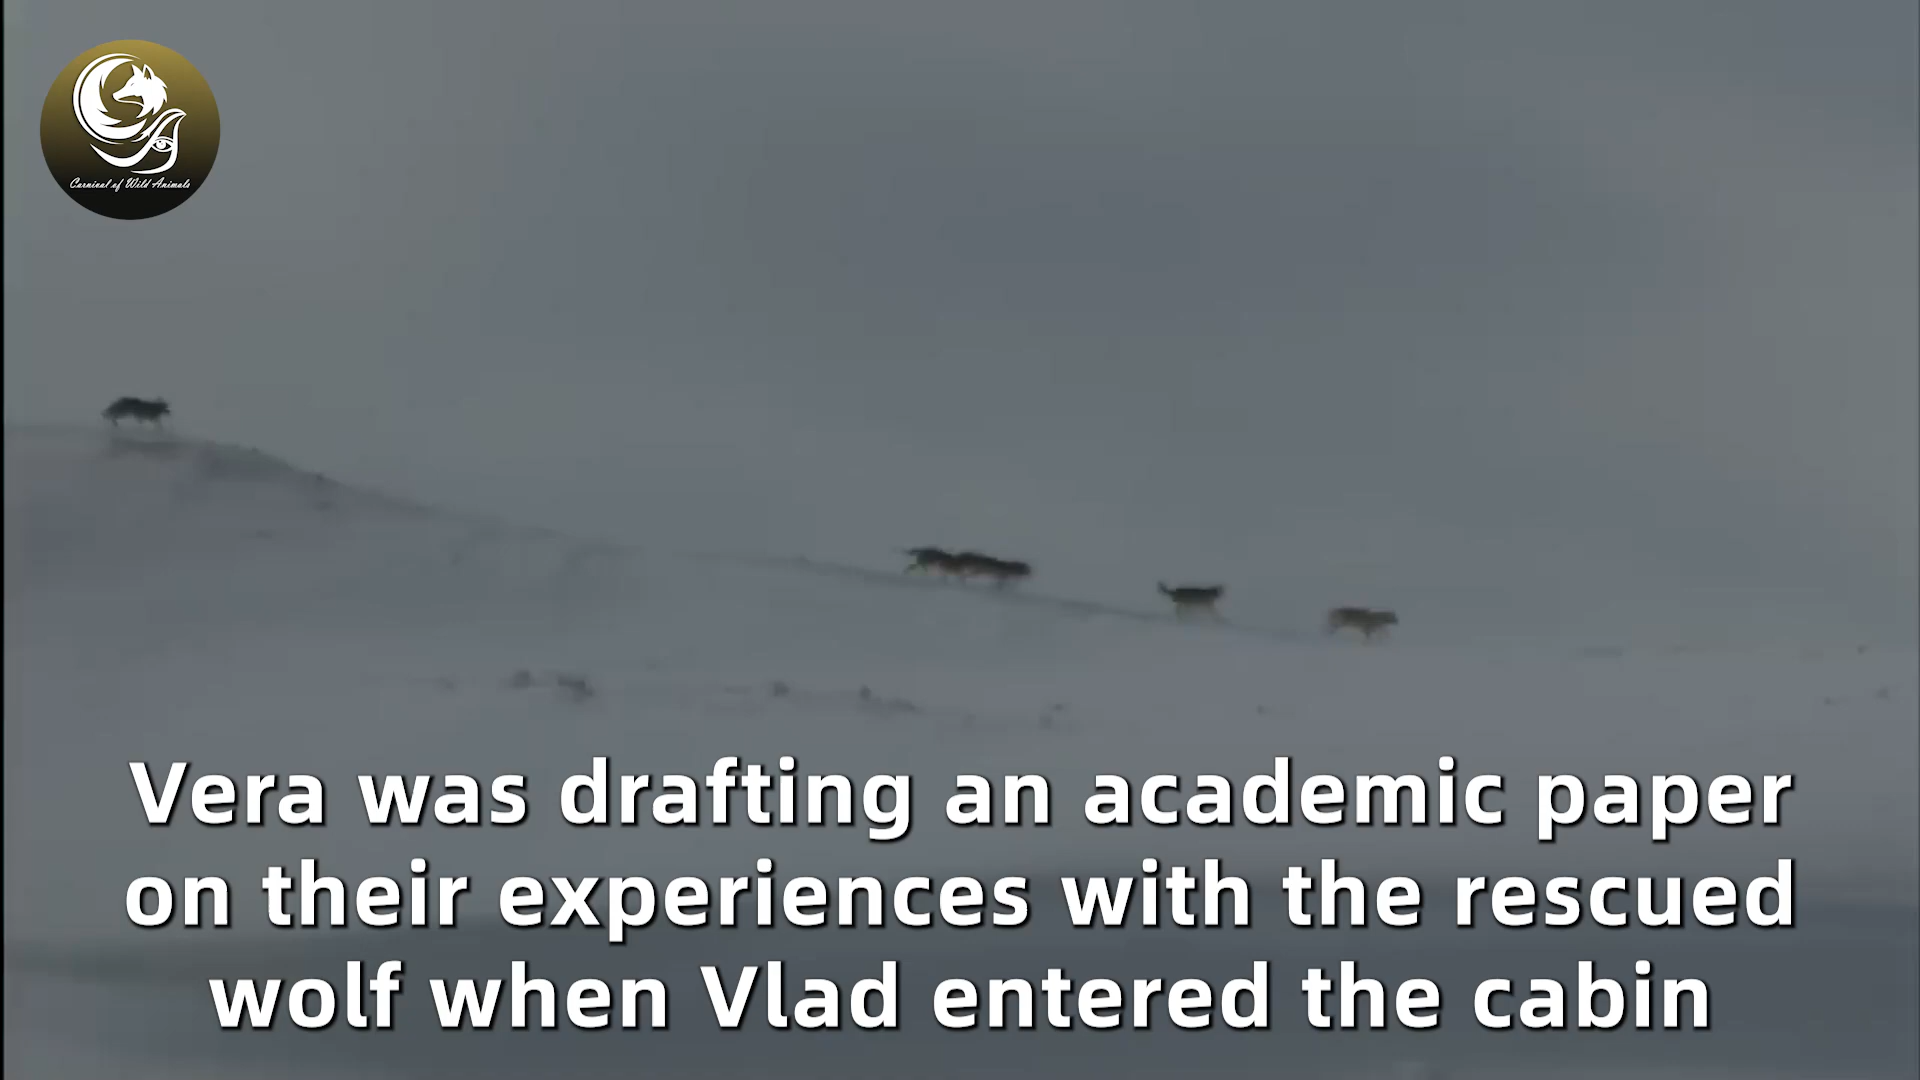 Carnival of Wild Animals
Vera was drafting an academic paper
on their experiences with the rescued
wolf when Vlad entered the cabin